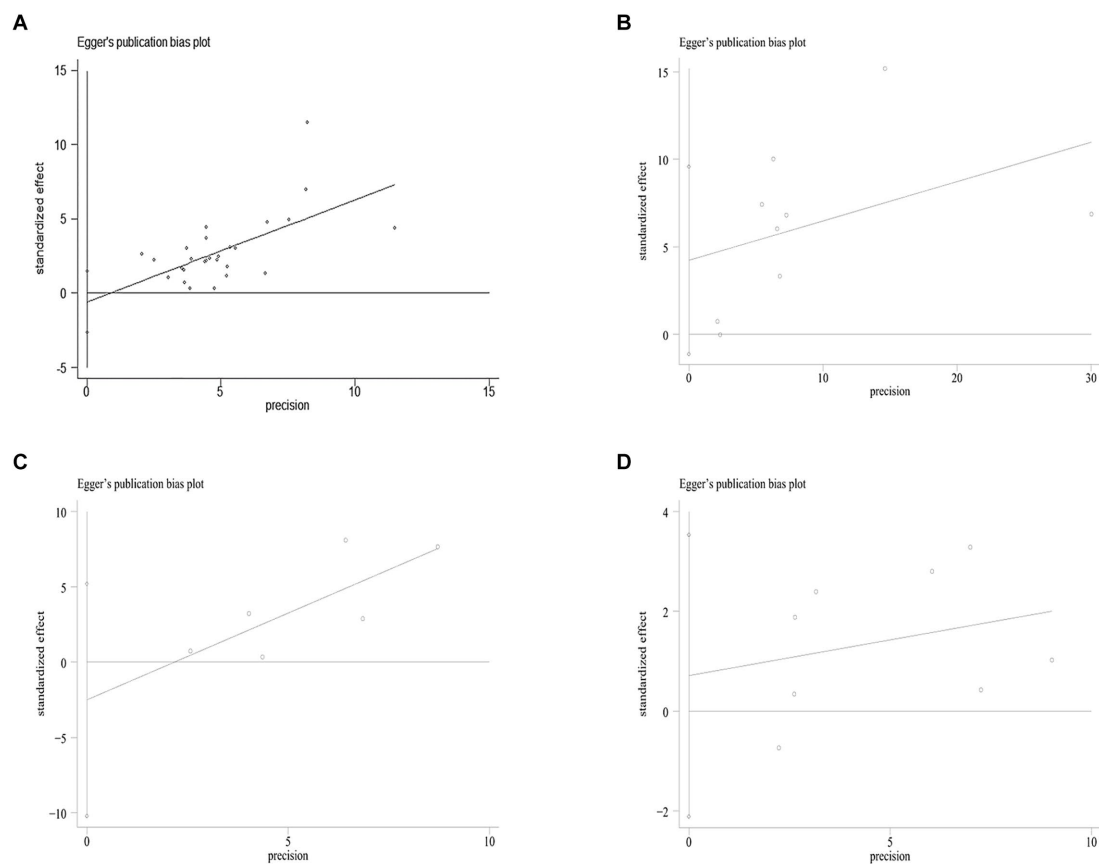 A
Egger's publication bias plot
15
10
5
0
-5
standardized effect
0
5
10
15
precision
B
Egger's publication bias plot
15
10
5
0
standardized effect
0
10
20
30
precision
C
Egger's publication bias plot
10
5
0
−5
−10
standardized effect
0
5
10
precision
D
Egger's publication bias plot
4
2
0
−2
standardized effect
0
5
10
precision